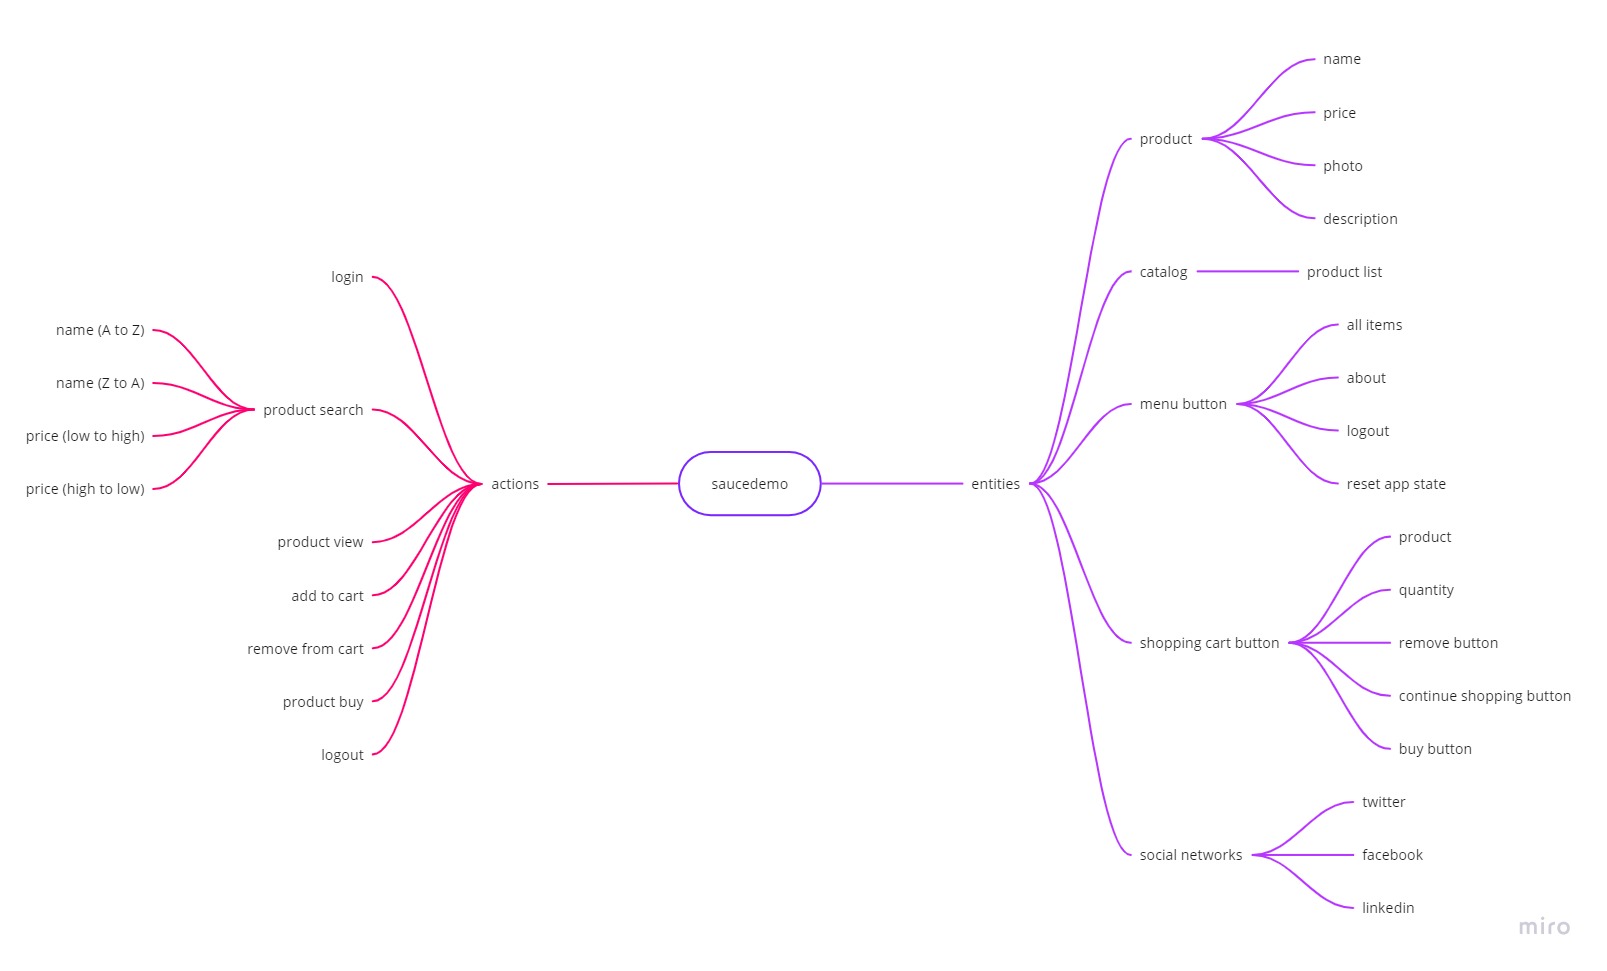 saucedemo
actions
login
product search
name (A to Z)
name (Z to A)
price (low to high)
price (high to low)
product view
add to cart
remove from cart
product buy
logout
entities
product
name
price
photo
description
catalog
product list
menu button
all items
about
logout
reset app state
shopping cart button
product
quantity
remove button
continue shopping button
buy button
social networks
twitter
facebook
linkedin
miro